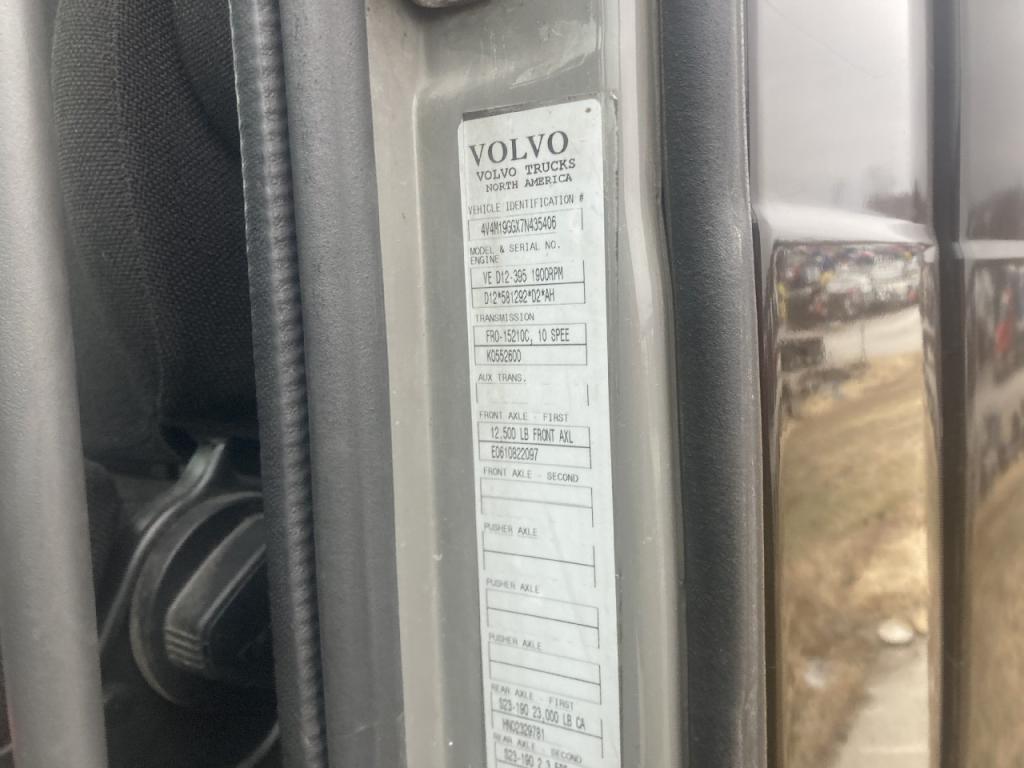 VOLVO
VOLVO TRUCKS
NORTH AMERICA
VEHICLE IDENTIFICATION #
4V4M19GGX7N435406
MODEL & SERIAL NO.
ENGINE
VE D12-395 1900RPM
D12*581292*D2*AH
TRANSMISSION
FRO-15210C, 10 SPEE
K0552600
AUX TRANS.
FRONT AXLE - FIRST
12,500 LB FRONT AXL
E0610822097
FRONT AXLE - SECOND
PUSHER AXLE
PUSHER AXLE
PUSHER AXLE
REAR AXLE - FIRST
S23-190 23,000 LB CA
HNO2329781
REAR AXLE - SECOND
S23-190